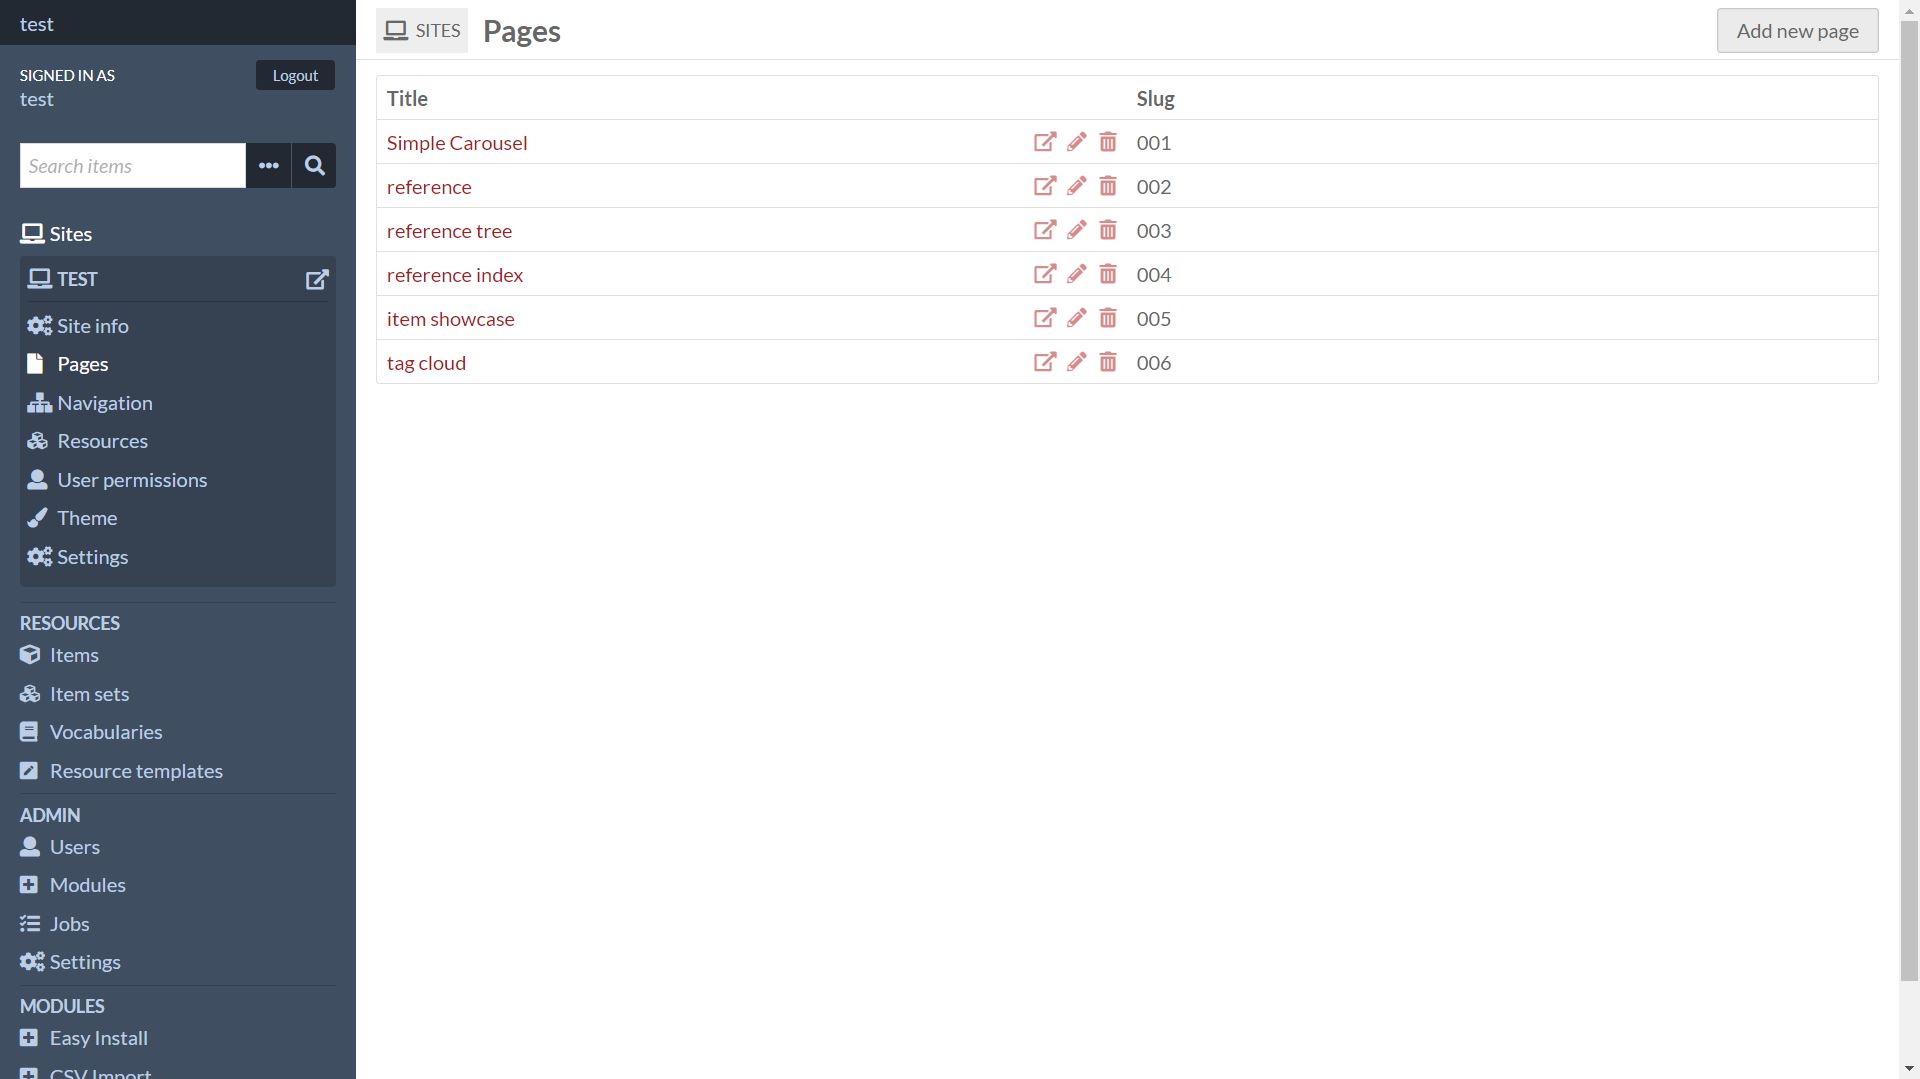 test
SIGNED IN AS
Logout
test
Search items
Sites
TEST
Site info
Pages
Navigation
Resources
User permissions
Theme
Settings
RESOURCES
Items
Item sets
Vocabularies
Resource templates
ADMIN
Users
Modules
Jobs
Settings
MODULES
Easy Install
CSV Import
SITES Pages
Add new page
Title Slug
Simple Carousel 001
reference 002
reference tree 003
reference index 004
item showcase 005
tag cloud 006